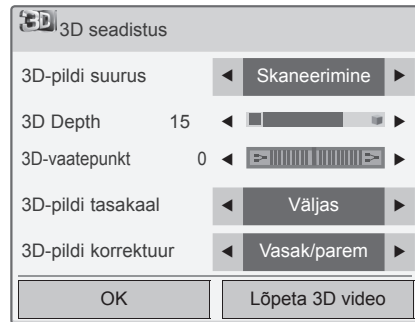 3D 3D seadistus
3D-pildi suurus Skaneerimine
3D Depth 15
3D-vaatepunkt 0
3D-pildi tasakaal Väljas
3D-pildi korrektuur Vasak/parem
OK Lõpeta 3D video